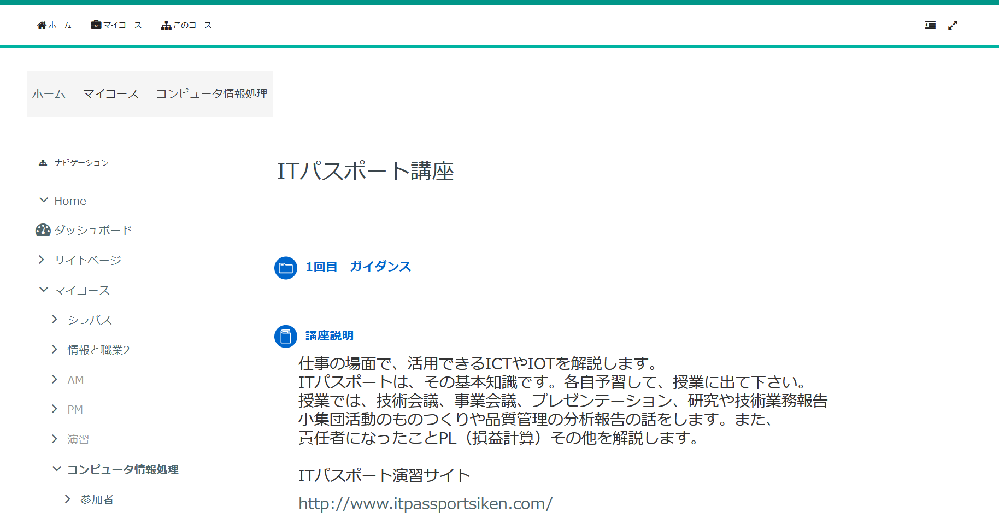 ホーム マイコース このコース
ホーム マイコース コンピュータ情報処理
ナビゲーション
Home
ダッシュボード
サイトページ
マイコース
シラバス
情報と職業2
AM
PM
演習
コンピュータ情報処理
参加者
ITパスポート講座
1回目　ガイダンス
講座説明
仕事の場面で、活用できるICTやIOTを解説します。
ITパスポートは、その基本知識です。各自予習して、授業に出て下さい。
授業では、技術会議、事業会議、プレゼンテーション、研究や技術業務報告
小集団活動のものつくりや品質管理の分析報告の話をします。また、
責任者になったことPL（損益計算）その他を解説します。
ITパスポート演習サイト
http://www.itpassportsiken.com/